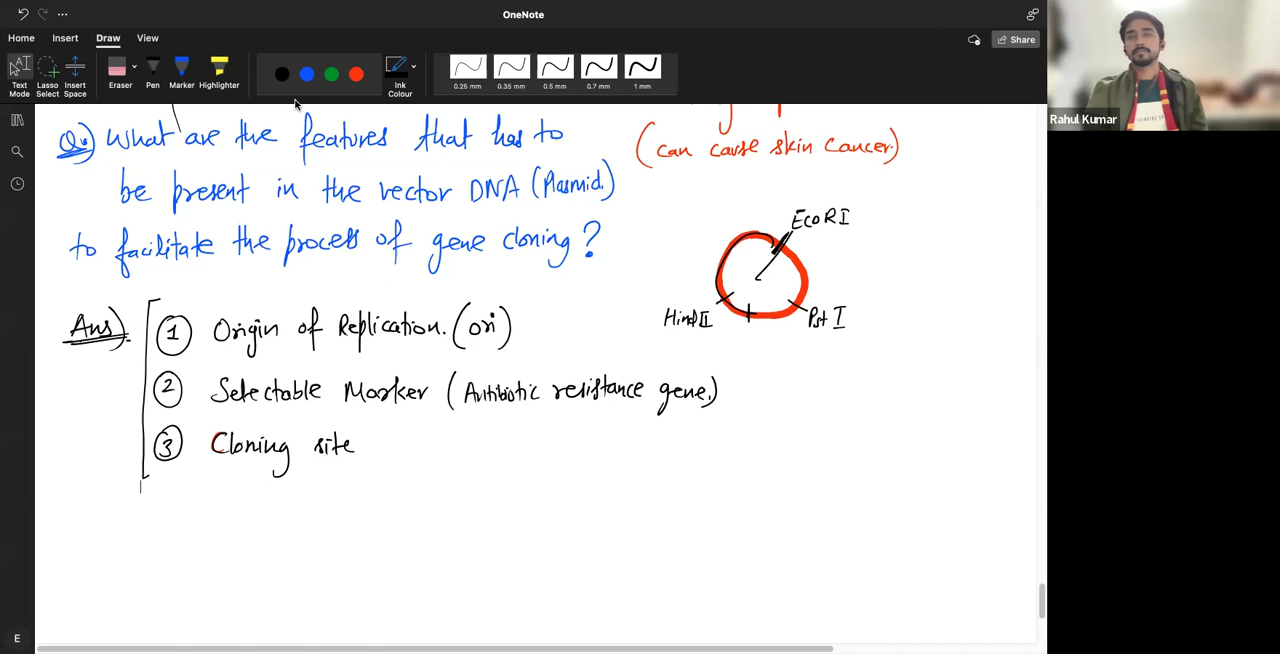 OneNote
Home Insert Draw View
Share
Text Mode
Lasso Select
Insert Space
Eraser
Pen
Marker
Highlighter
Ink Colour
0.25 mm
0.35 mm
0.5 mm
0.7 mm
1 mm
Rahul Kumar
Qs) What are the features that has to
be present in the vector DNA (Plasmid)
to facilitate the process of gene cloning?
(can cause skin cancer)
EcoRI
Hind II
Pst I
Ans)
1 Origin of Replication. (ori)
2 Selectable Marker (Antibiotic resistance gene.)
3 Cloning site
E